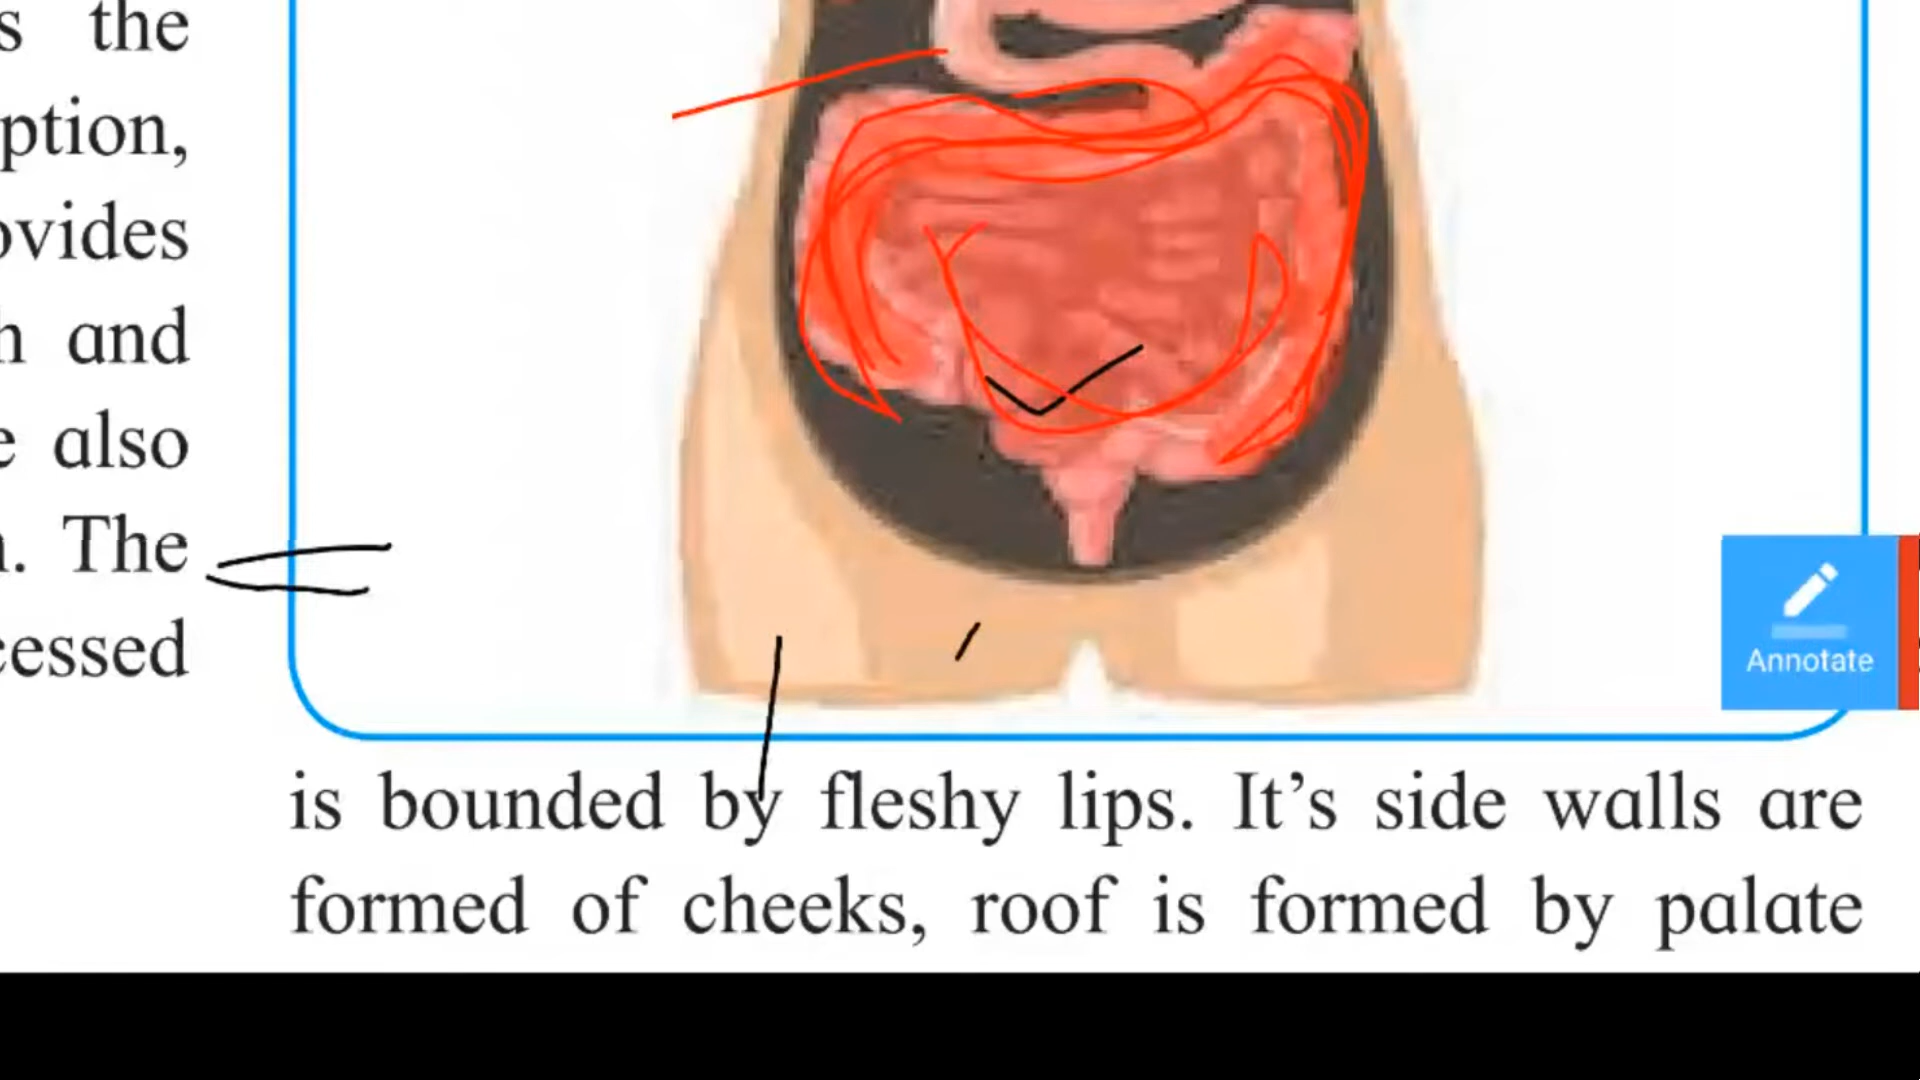 s the
ption,
ovides
h and
e also
n. The
cessed
is bounded by fleshy lips. It's side walls are
formed of cheeks, roof is formed by palate
Annotate